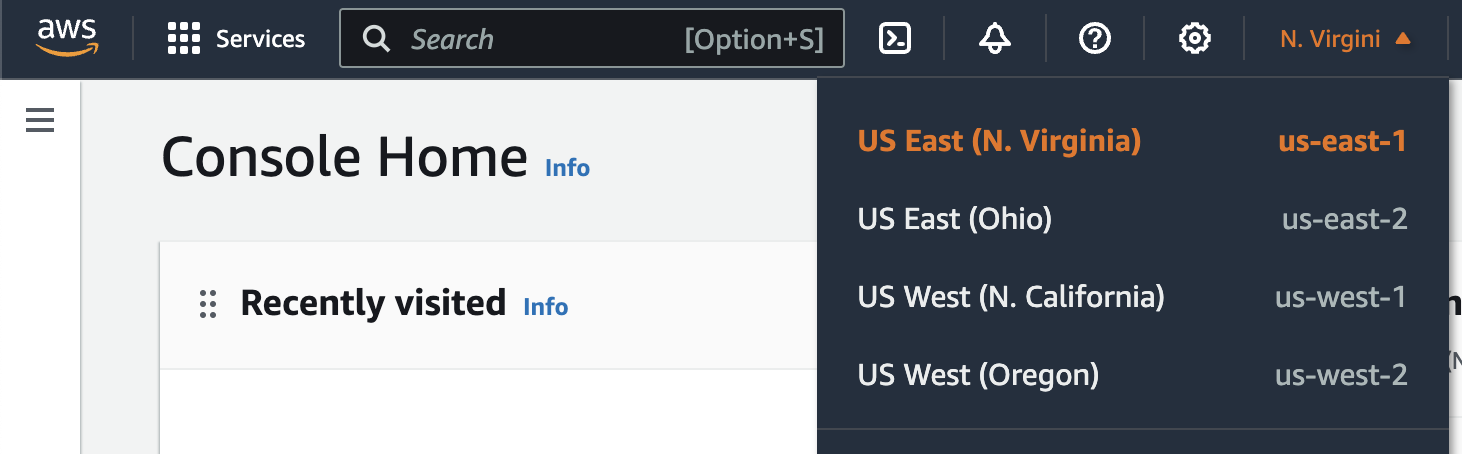 aws Services Search [Option+S] N. Virgini
Console Home Info
US East (N. Virginia) us-east-1
US East (Ohio) us-east-2
Recently visited Info
US West (N. California) us-west-1
US West (Oregon) us-west-2